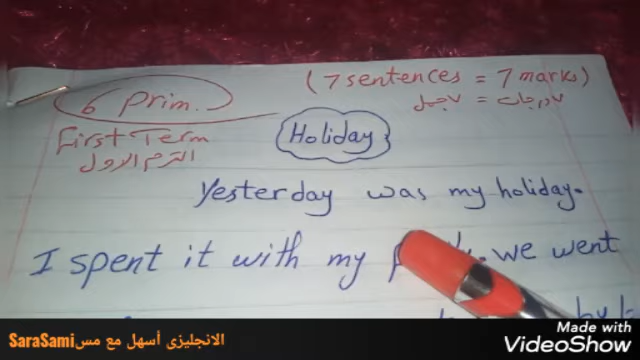 6 Prim.
(7 sentences = 7 marks)
٧ جمل = ٧ درجات
First Term
الترم الاول
Holiday
Yesterday was my holiday.
I spent it with my we went
الانجليزى أسهل مع مس SaraSami
Made with
VideoShow